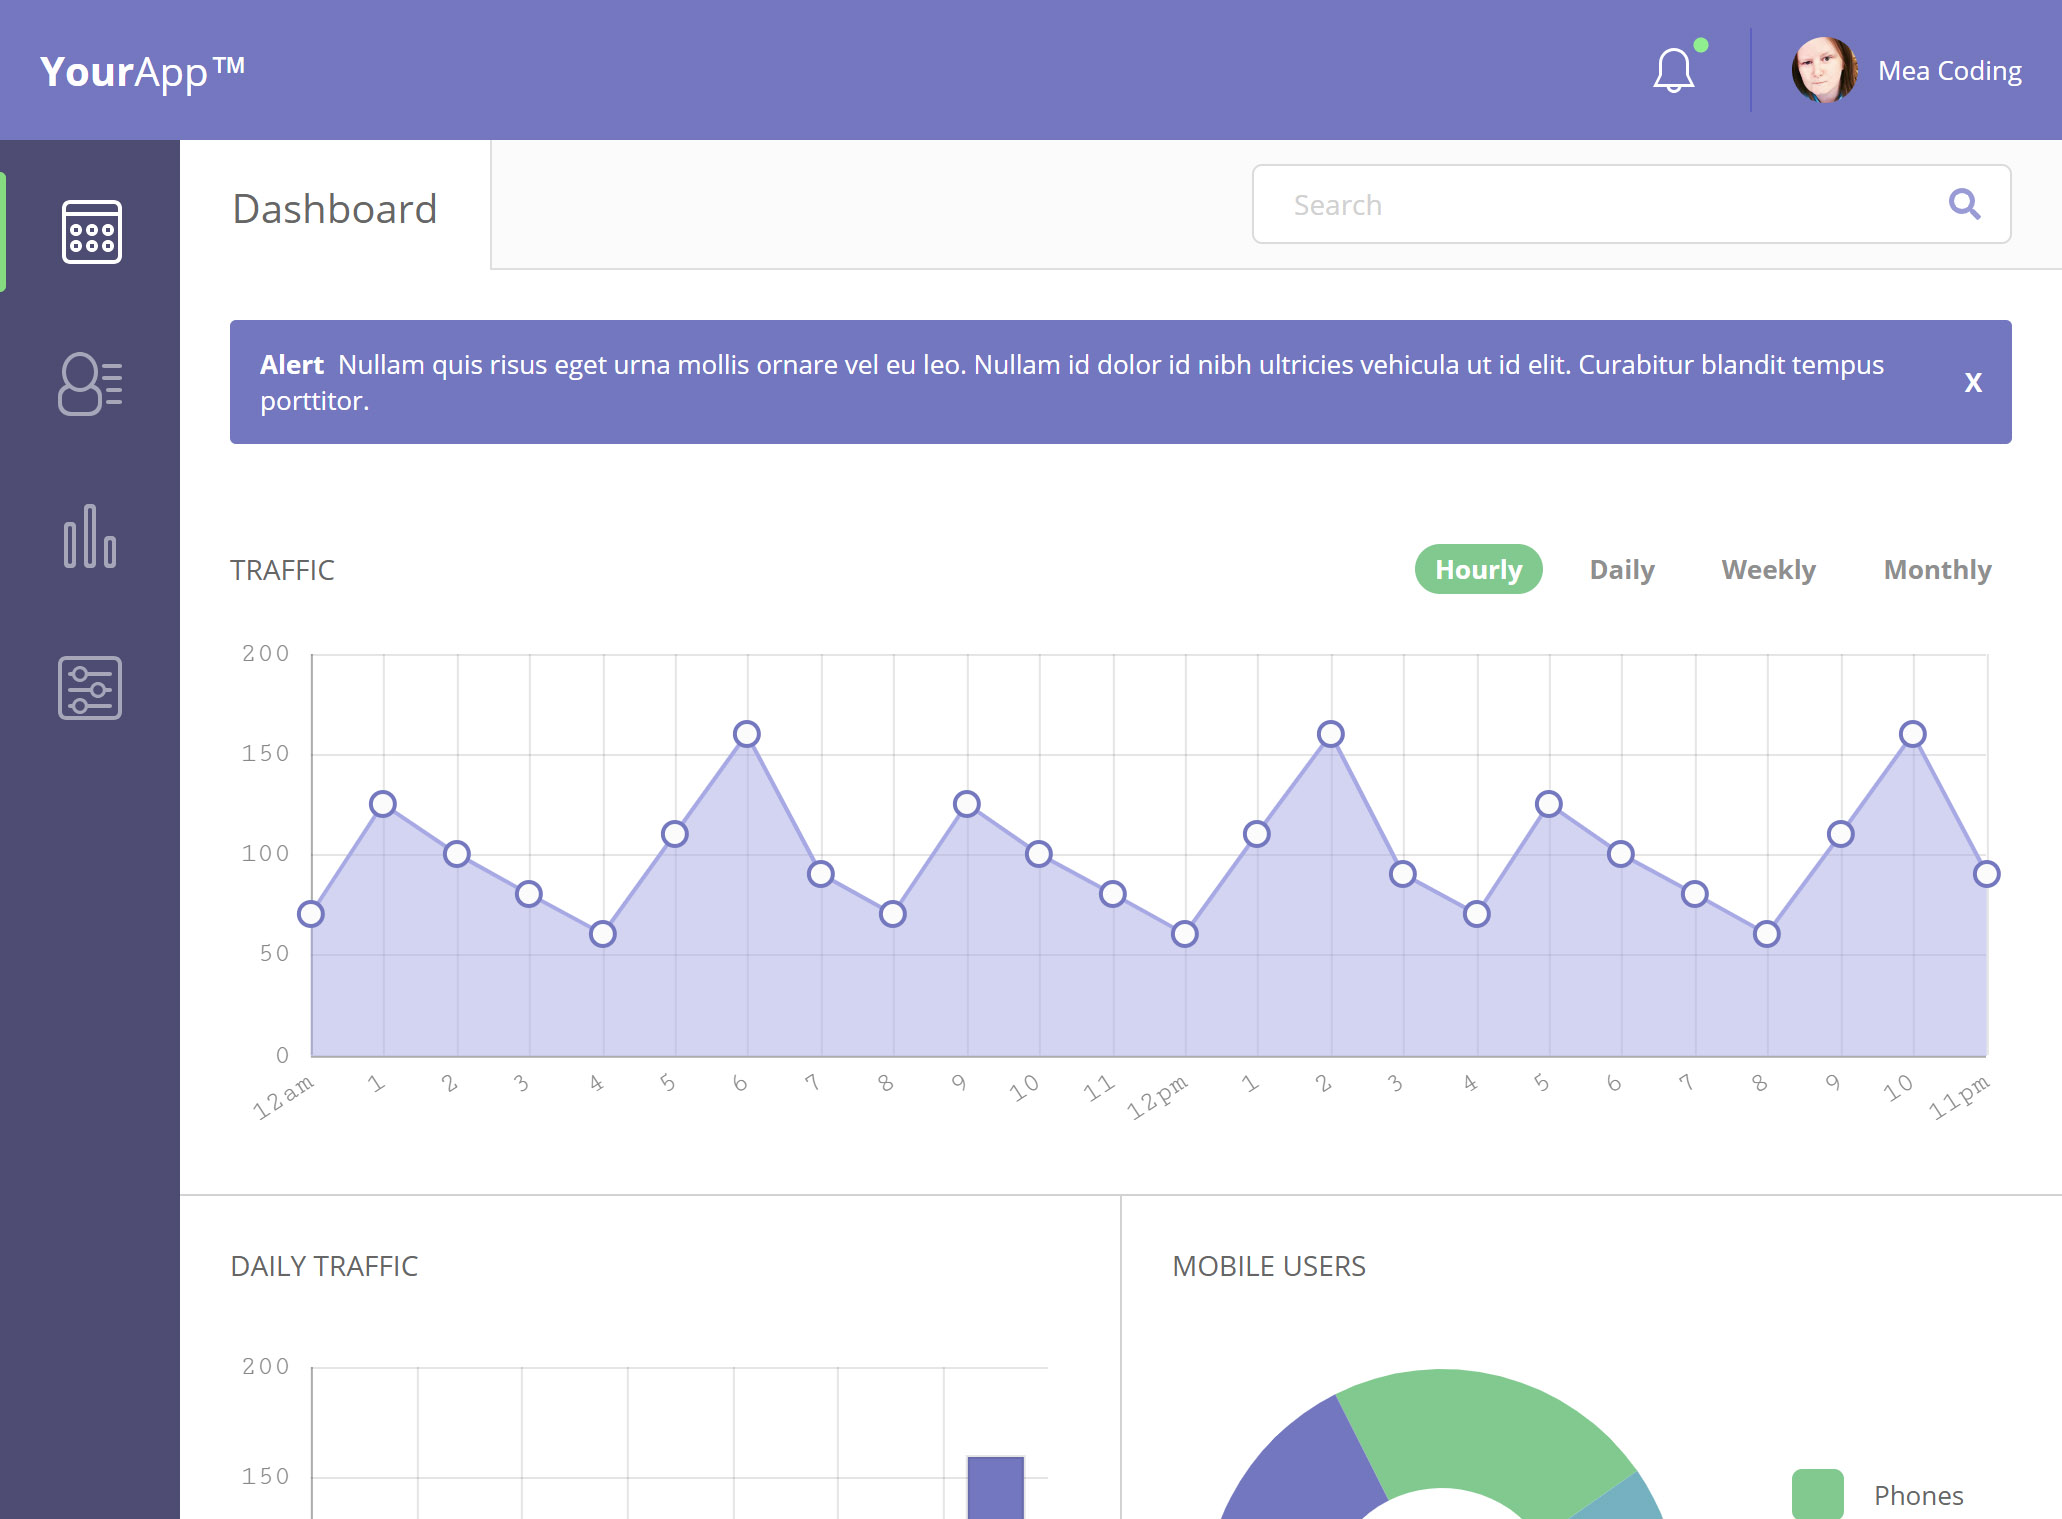 YourApp™
Mea Coding
Dashboard
Search
Alert Nullam quis risus eget urna mollis ornare vel eu leo. Nullam id dolor id nibh ultricies vehicula ut id elit. Curabitur blandit tempus
porttitor.
X
TRAFFIC
Hourly Daily Weekly Monthly
200
150
100
50
0
12am 1 2 3 4 5 6 7 8 9 10 11 12pm 1 2 3 4 5 6 7 8 9 10 11pm
DAILY TRAFFIC
200
150
MOBILE USERS
Phones